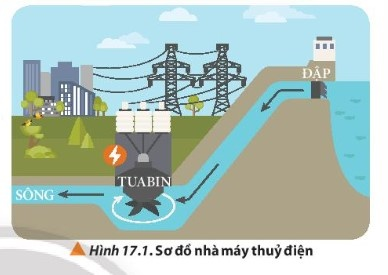 ĐẬP
TUABIN
SÔNG
Hình 17.1. Sơ đồ nhà máy thuỷ điện